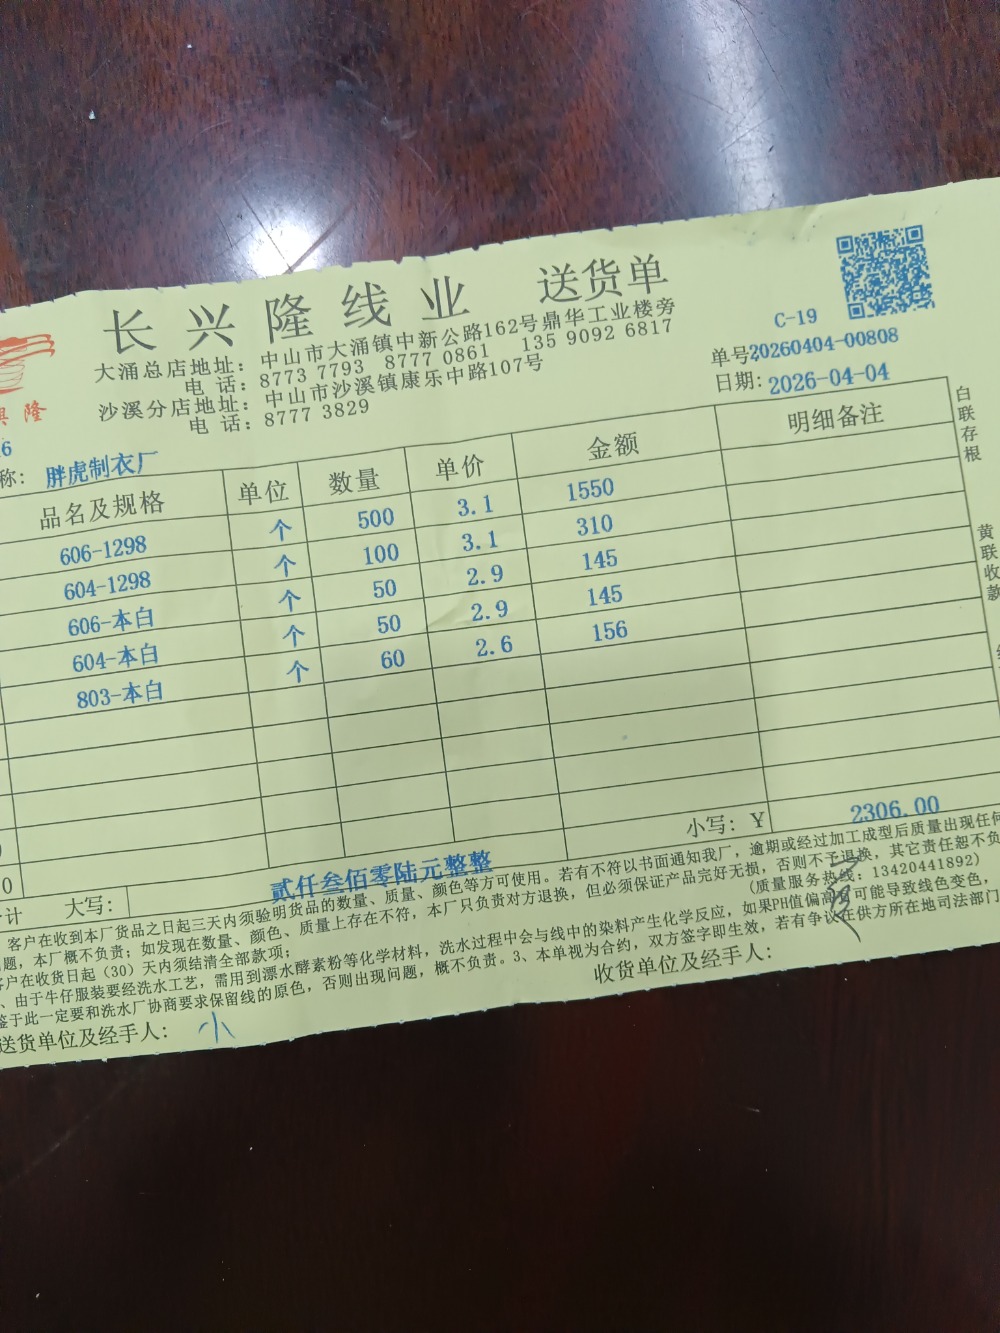 长兴隆线业 送货单
大涌总店地址：中山市大涌镇中新公路162号鼎华工业楼旁
电话：8773 7793 8777 0861 135 9092 6817
沙溪分店地址：中山市沙溪镇康乐中路107号
电话：8777 3829
隆
C-19
单号:20260404-00808
日期:2026-04-04
6
称: 胖虎制衣厂
品名及规格 单位 数量 单价 金额 明细备注
606-1298 个 500 3.1 1550
604-1298 个 100 3.1 310
606-本白 个 50 2.9 145
604-本白 个 50 2.9 145
803-本白 个 60 2.6 156
0
计 大写: 贰仟叁佰零陆元整整 小写: ¥ 2306.00
客户在收到本厂货品之日起三天内须验明货品的数量、质量、颜色等方可使用。若有不符以书面通知我厂，逾期或经过加工成型后质量出现任何
题，本厂概不负责；如发现在数量、颜色、质量上存在不符，本厂只负责对方退换，但必须保证产品完好无损，否则不予退换，其它责任恕不负
客户在收货日起（30）天内须结清全部款项； (质量服务热线：13420441892)
、由于牛仔服装要经洗水工艺，需用到漂水酵素粉等化学材料，洗水过程中会与线中的染料产生化学反应，如果PH值偏高 可能导致线色变色，
鉴于此一定要和洗水厂协商要求保留线的原色，否则出现问题，概不负责。3、本单视为合约，双方签字即生效，若有争议在供方所在地司法部门
送货单位及经手人: 小 收货单位及经手人:
白联存根
黄联收款